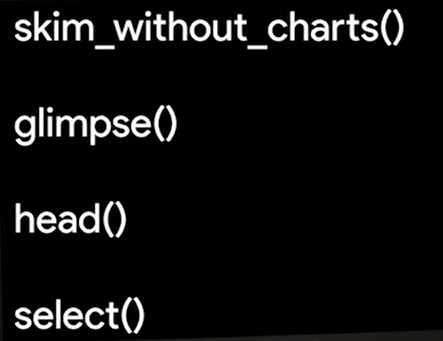 skim_without_charts()
glimpse()
head()
select()